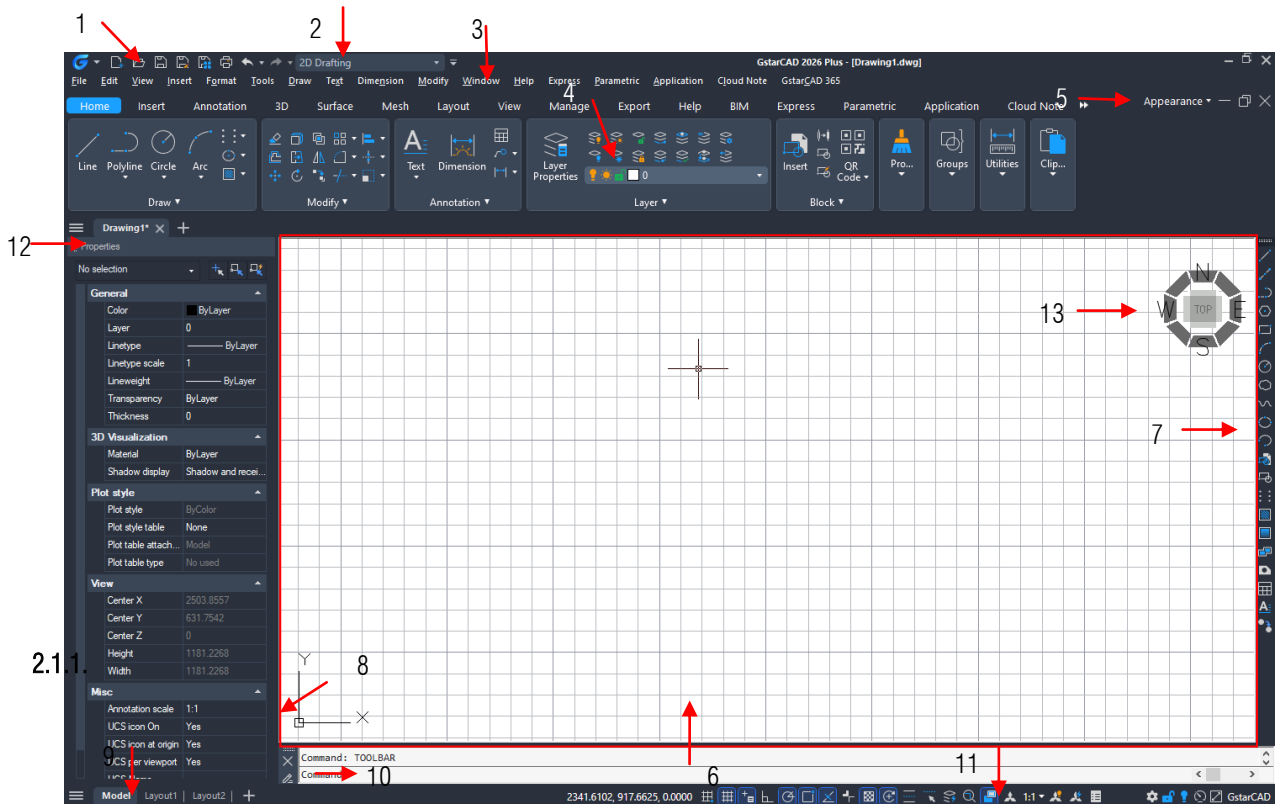 1
2
3
2D Drafting
GstarCAD 2026 Plus - [Drawing1.dwg]
File Edit View Insert Format Tools Draw Text Dimension Modify Window Help Express Parametric Application Cloud Note GstarCAD 365
4
5
Home Insert Annotation 3D Surface Mesh Layout View Manage Export Help BIM Express Parametric Application Cloud Note Appearance
Line Polyline Circle Arc
Text Dimension
Layer Properties
0
Insert
QR Code
Pro...
Groups
Utilities
Clip...
Draw Modify Annotation Layer Block
Drawing1*
12
Properties
No selection
General
Color ByLayer
Layer 0
Linetype ByLayer
Linetype scale 1
Lineweight ByLayer
Transparency ByLayer
Thickness 0
3D Visualization
Material ByLayer
Shadow display Shadow and recei...
Plot style
Plot style ByColor
Plot style table None
Plot table attach... Model
Plot table type No used
View
Center X 2503.8557
Center Y 631.7542
Center Z 0
Height 1181.2268
2.1.1.
Width 1181.2268
Misc
Annotation scale 1:1
UCS icon On Yes
UCS icon at origin Yes
9
UCS per viewport Yes
N
W TOP E
S
13
7
Y
8
X
Command: TOOLBAR
Command:
10
6
11
Model Layout1 Layout2
2341.6102, 917.6625, 0.0000
1:1
GstarCAD